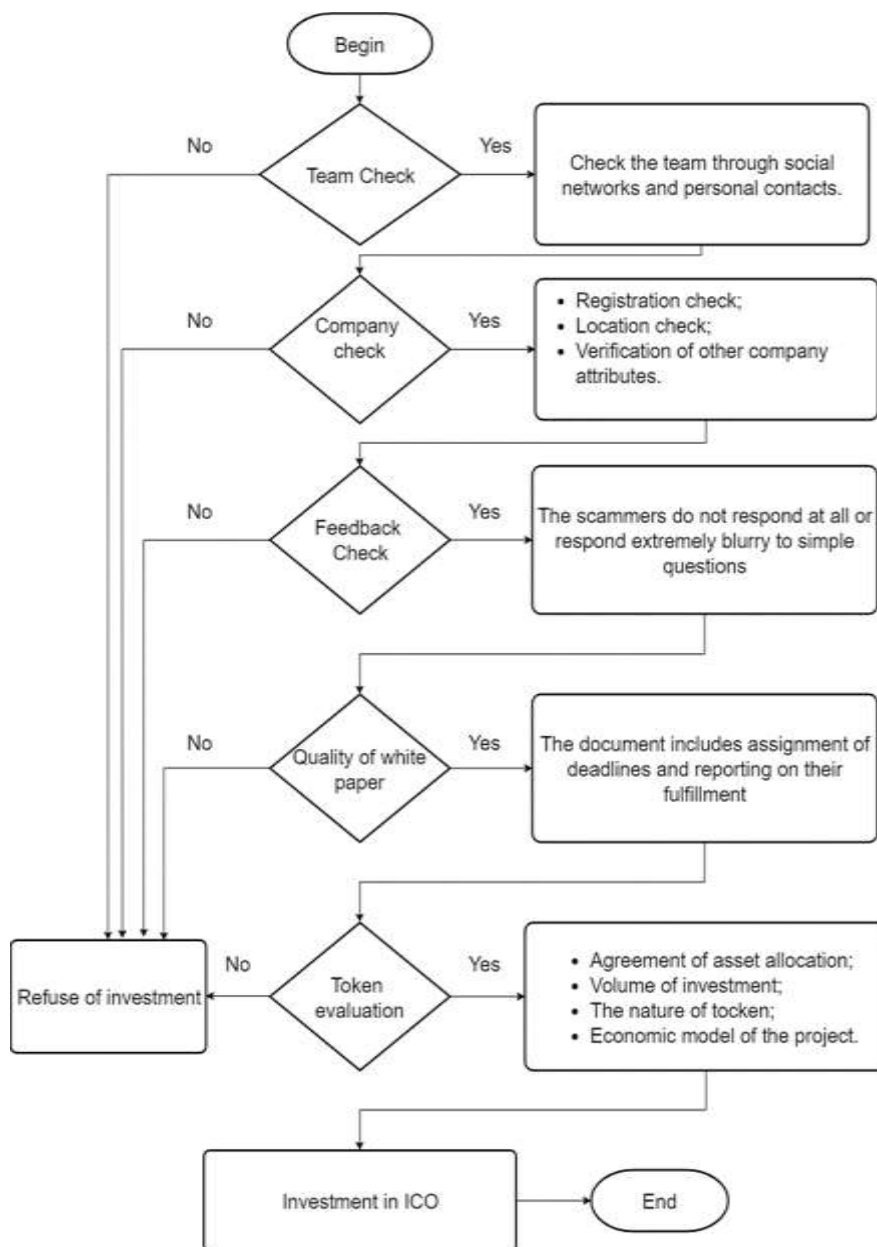 Begin
No
Yes
Team Check
Check the team through social
networks and personal contacts.
No
Company
check
Yes
• Registration check;
• Location check;
• Verification of other company
attributes.
No
Feedback
Check
Yes
The scammers do not respond at all or
respond extremely blurry to simple
questions
No
Quality of white
paper
Yes
The document includes assignment of
deadlines and reporting on their
fulfillment
Refuse of investment
No
Token
evaluation
Yes
• Agreement of asset allocation;
• Volume of investment;
• The nature of tocken;
• Economic model of the project.
Investment in ICO
End